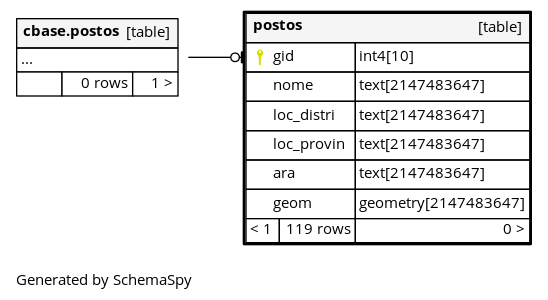 cbase.postos [table]
...
0 rows 1 >
postos [table]
gid int4[10]
nome text[2147483647]
loc_distri text[2147483647]
loc_provin text[2147483647]
ara text[2147483647]
geom geometry[2147483647]
< 1 119 rows 0 >
Generated by SchemaSpy